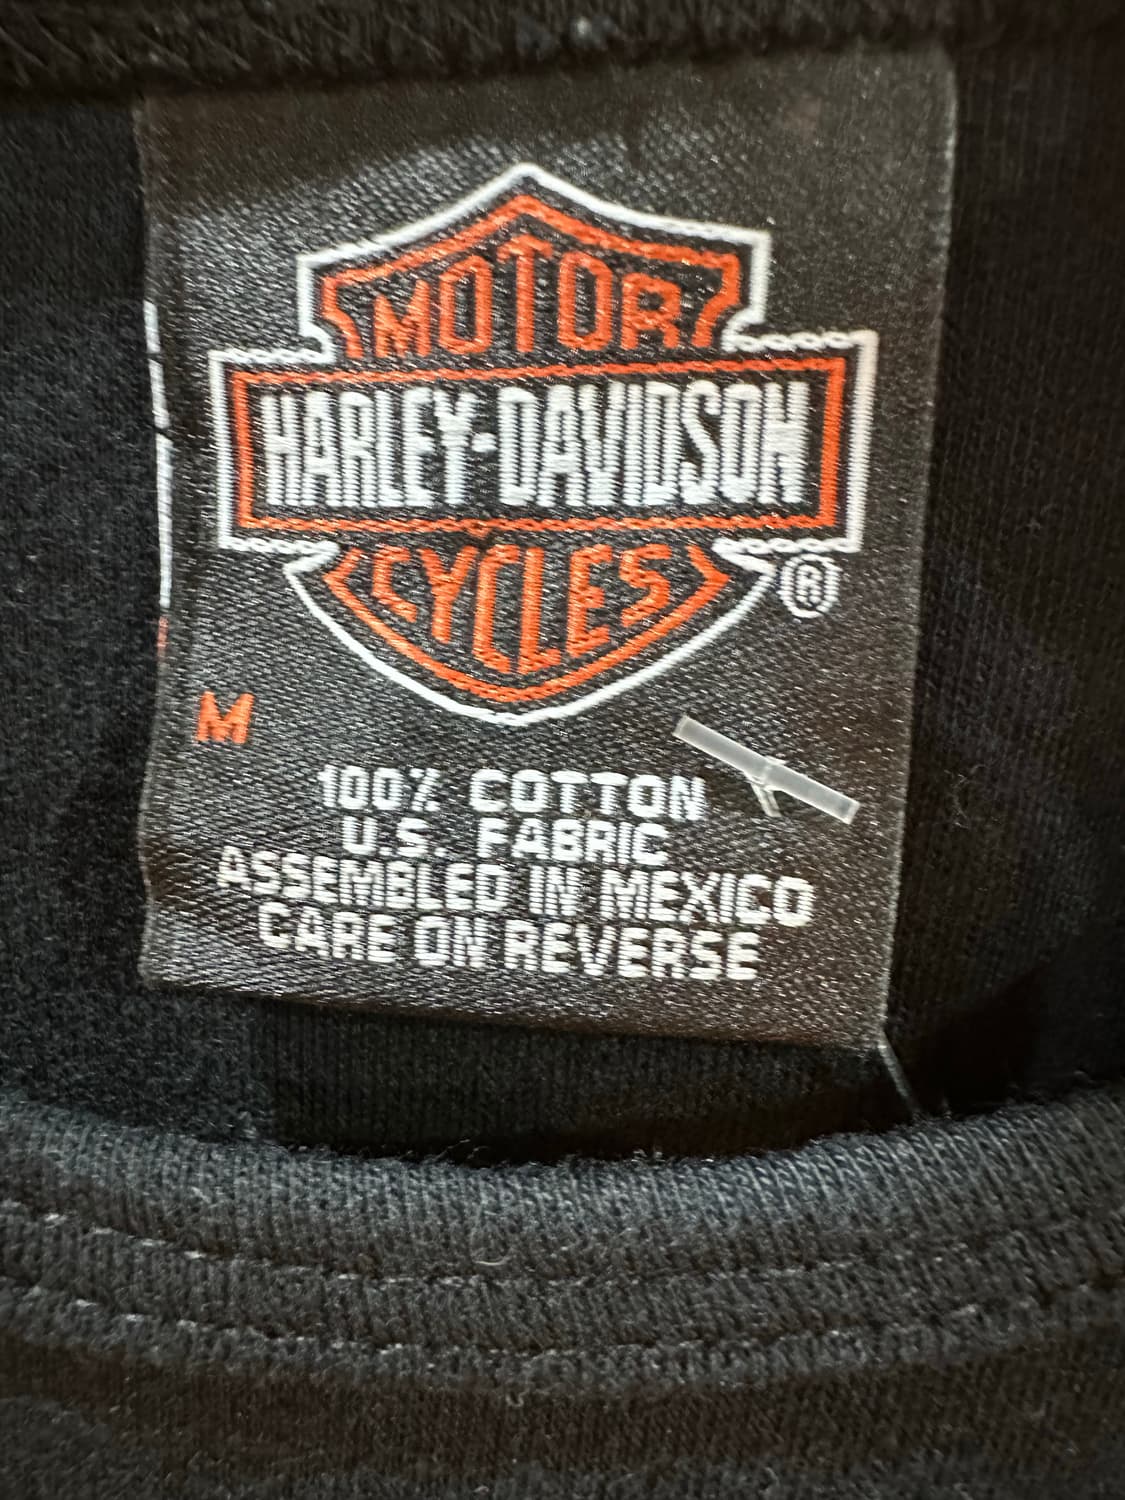 MOTOR
HARLEY-DAVIDSON
CYCLES
®
M
100% COTTON
U.S. FABRIC
ASSEMBLED IN MEXICO
CARE ON REVERSE